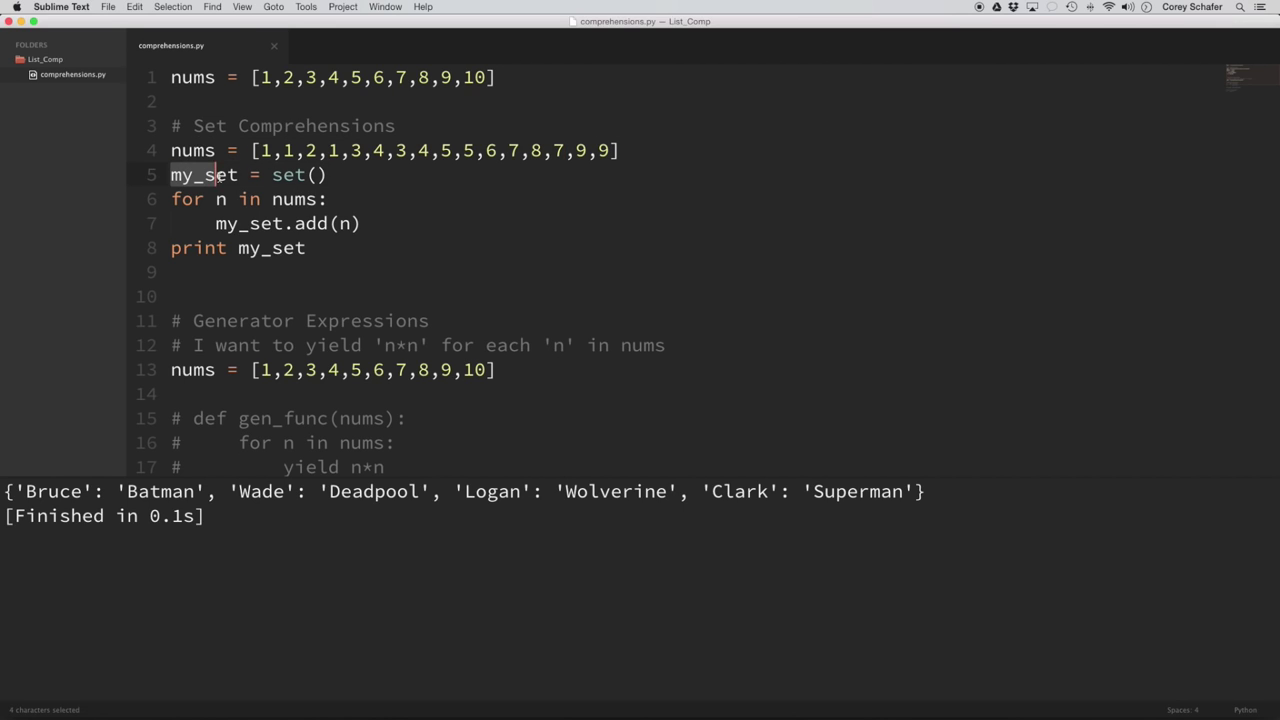 Sublime Text File Edit Selection Find View Goto Tools Project Window Help Corey Schafer
comprehensions.py — List_Comp
FOLDERS
List_Comp
comprehensions.py
comprehensions.py
1 nums = [1,2,3,4,5,6,7,8,9,10]
2
3 # Set Comprehensions
4 nums = [1,1,2,1,3,4,3,4,5,5,6,7,8,7,9,9]
5 my_set = set()
6 for n in nums:
7     my_set.add(n)
8 print my_set
9
10
11 # Generator Expressions
12 # I want to yield 'n*n' for each 'n' in nums
13 nums = [1,2,3,4,5,6,7,8,9,10]
14
15 # def gen_func(nums):
16 #     for n in nums:
17 #         yield n*n
{'Bruce': 'Batman', 'Wade': 'Deadpool', 'Logan': 'Wolverine', 'Clark': 'Superman'}
[Finished in 0.1s]
4 characters selected Spaces: 4 Python